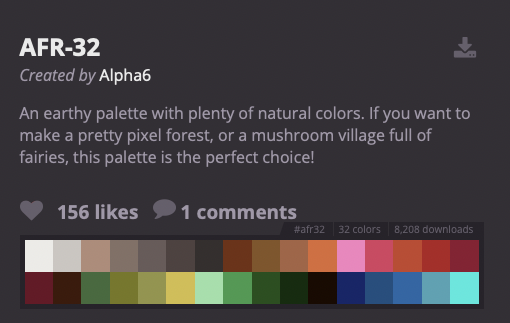 AFR-32
Created by Alpha6
An earthy palette with plenty of natural colors. If you want to
make a pretty pixel forest, or a mushroom village full of
fairies, this palette is the perfect choice!
156 likes 1 comments
#afr32 32 colors 8,208 downloads